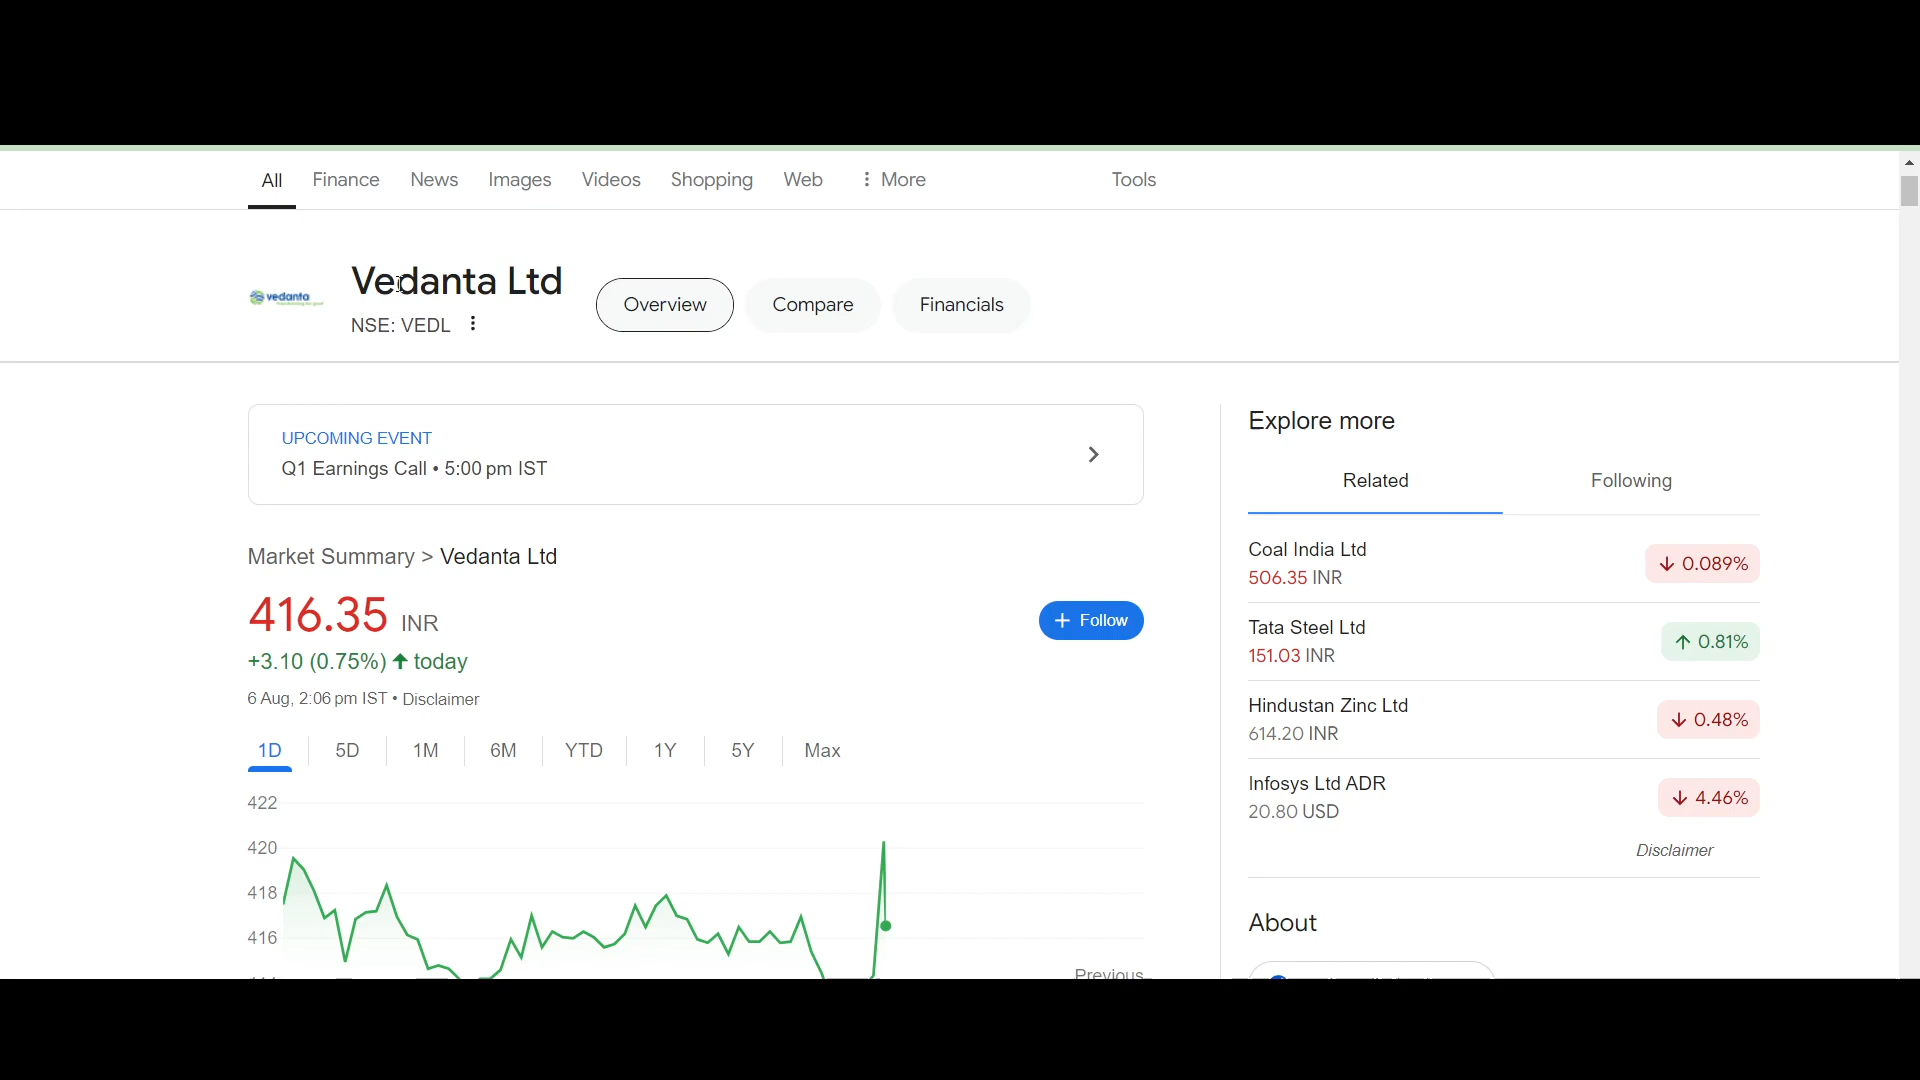 All Finance News Images Videos Shopping Web More Tools
vedanta
Vedanta Ltd
NSE: VEDL
Overview Compare Financials
UPCOMING EVENT
Q1 Earnings Call • 5:00 pm IST
Market Summary > Vedanta Ltd
416.35 INR
+ Follow
+3.10 (0.75%) ↑ today
6 Aug, 2:06 pm IST • Disclaimer
1D 5D 1M 6M YTD 1Y 5Y Max
422
420
418
416
Previous
Explore more
Related Following
Coal India Ltd
506.35 INR
↓ 0.089%
Tata Steel Ltd
151.03 INR
↑ 0.81%
Hindustan Zinc Ltd
614.20 INR
↓ 0.48%
Infosys Ltd ADR
20.80 USD
↓ 4.46%
Disclaimer
About